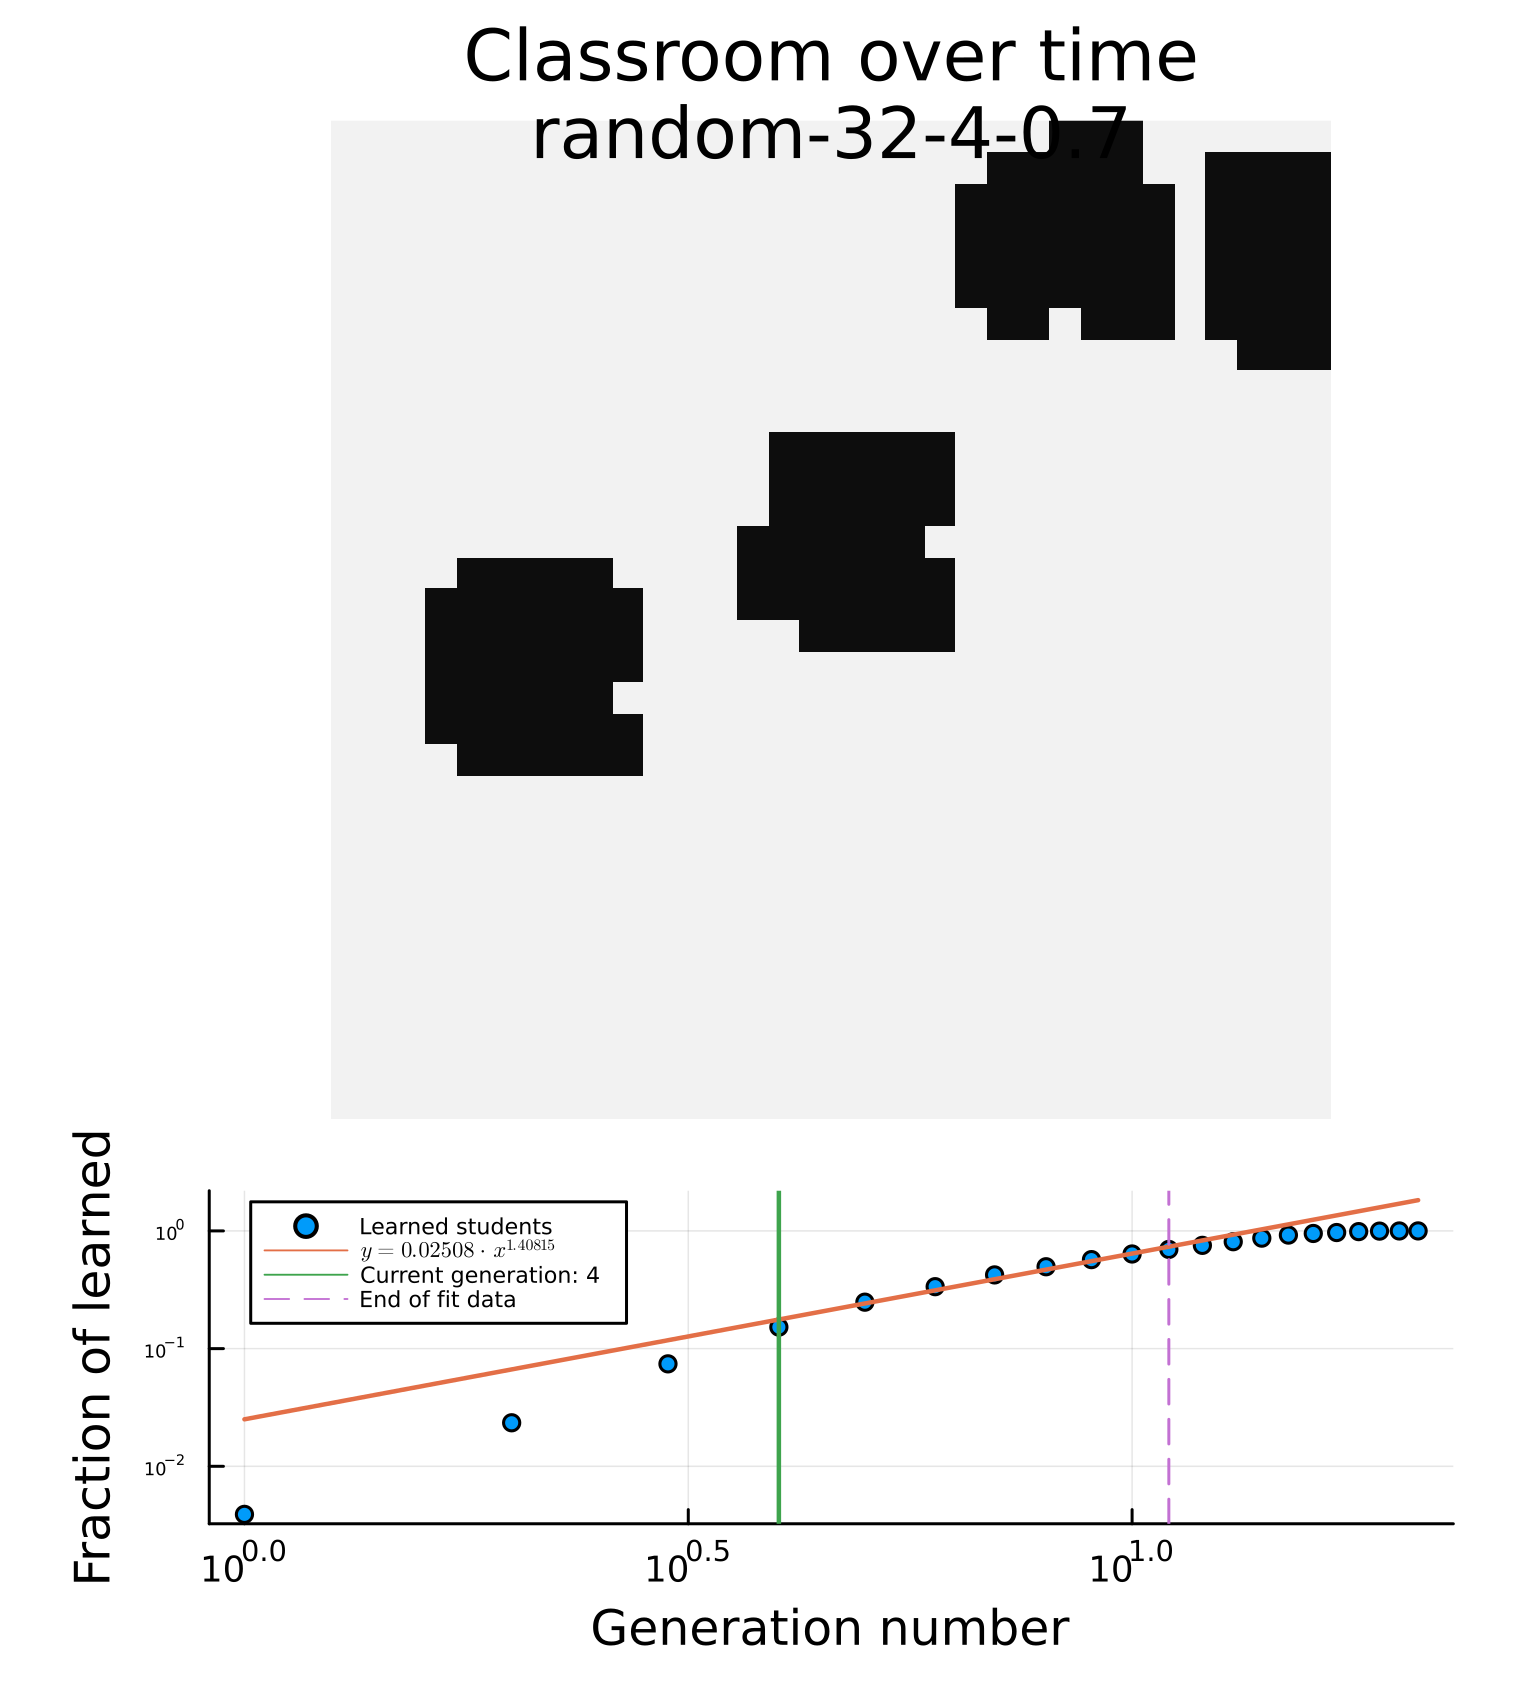 Classroom over time
random-32-4-0.7
Fraction of learned
10⁰
10⁻¹
10⁻²
Learned students
y = 0.02508 · x^1.40815
Current generation: 4
End of fit data
10^0.0
10^0.5
10^1.0
Generation number